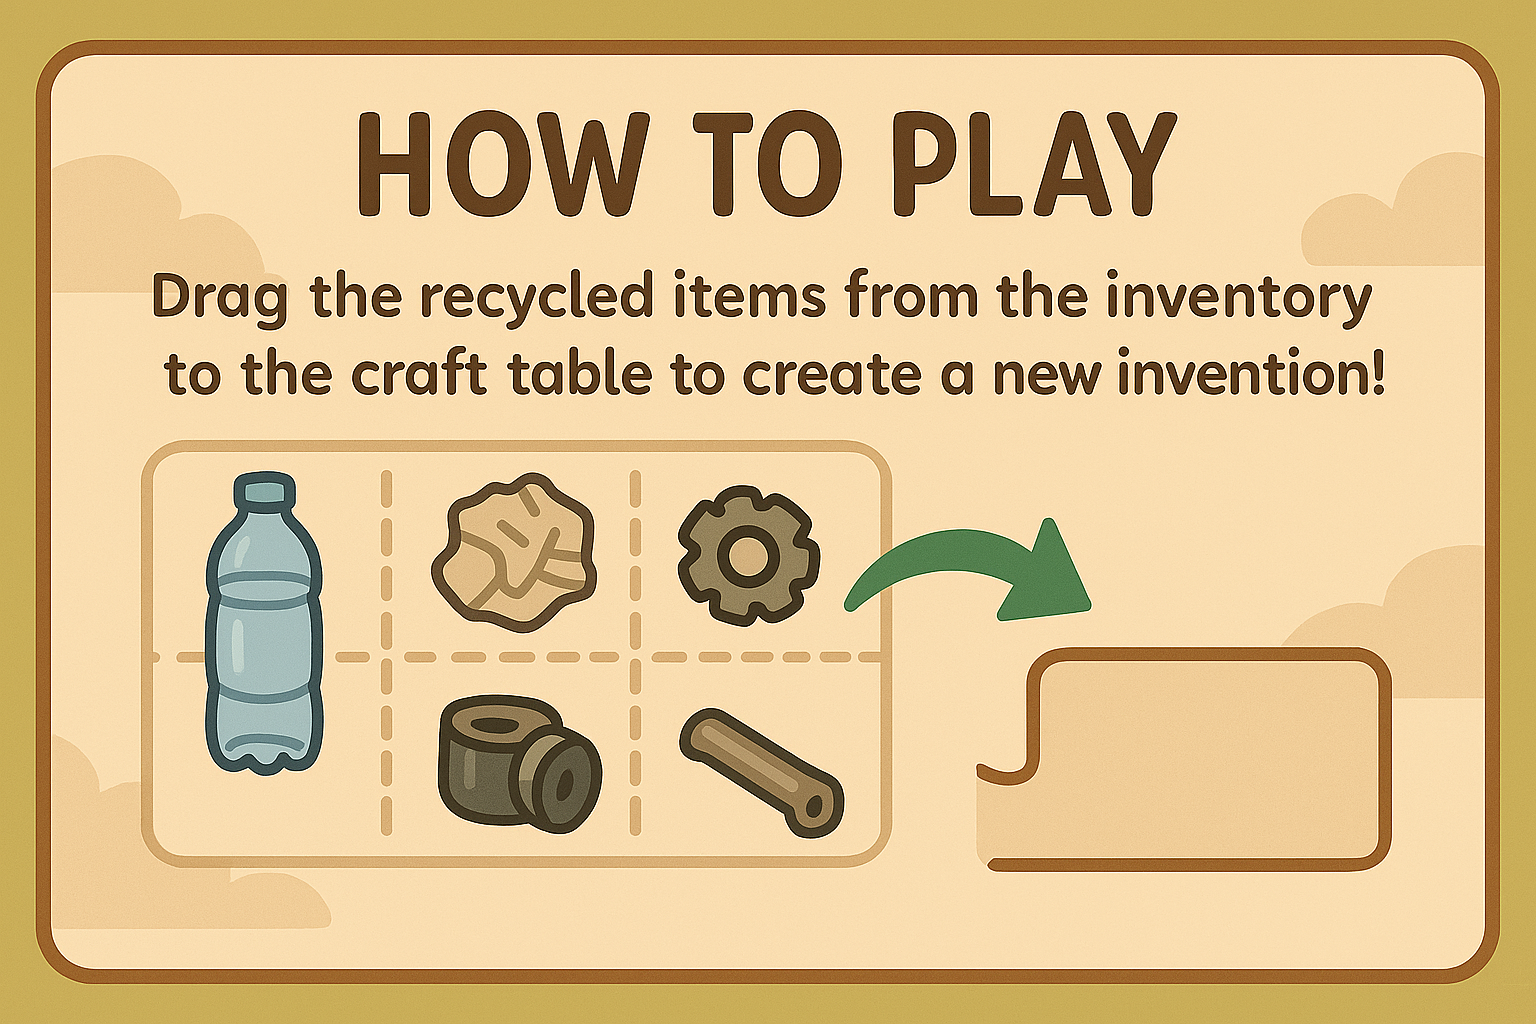 HOW TO PLAY
Drag the recycled items from the inventory
to the craft table to create a new invention!